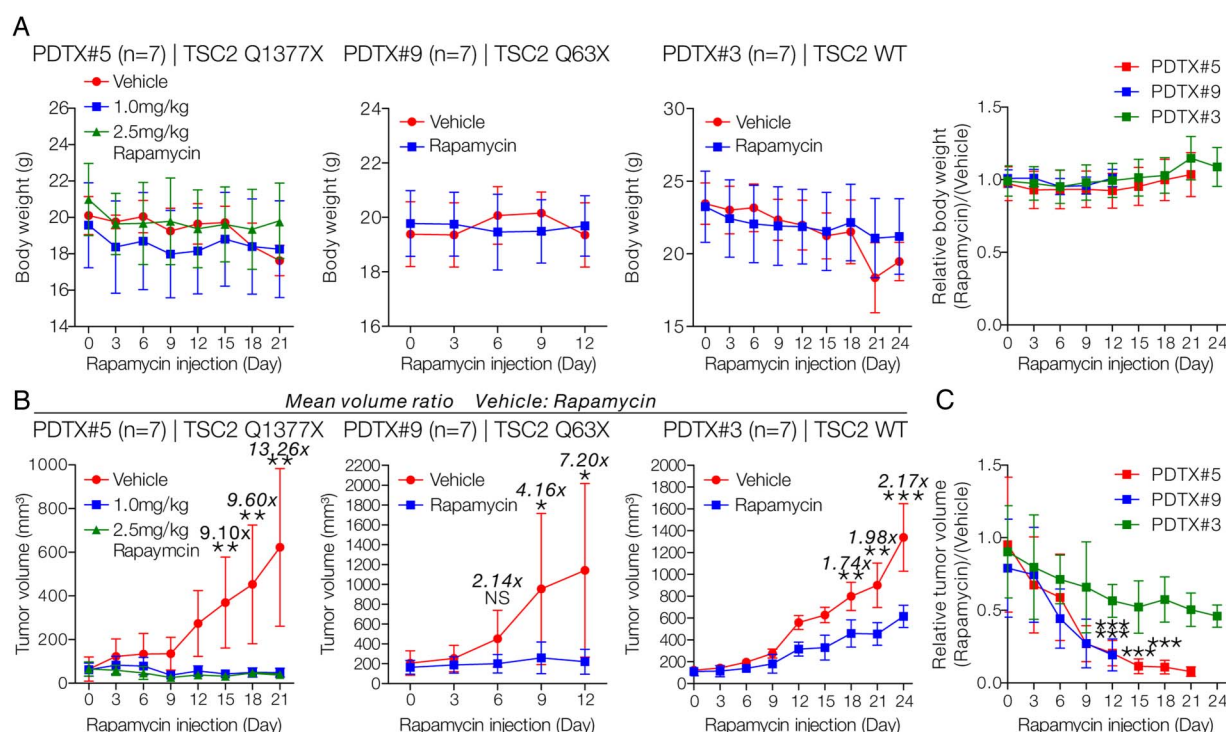 A
PDTX#5 (n=7) | TSC2 Q1377X
Vehicle
1.0mg/kg
2.5mg/kg
Rapamycin
Body weight (g)
26
24
22
20
18
16
14
0 3 6 9 12 15 18 21
Rapamycin injection (Day)
PDTX#9 (n=7) | TSC2 Q63X
Vehicle
Rapamycin
Body weight (g)
24
22
20
18
16
0 3 6 9 12
Rapamycin injection (Day)
PDTX#3 (n=7) | TSC2 WT
Vehicle
Rapamycin
Body weight (g)
30
25
20
15
0 3 6 9 12 15 18 21 24
Rapamycin injection (Day)
PDTX#5
PDTX#9
PDTX#3
Relative body weight
(Rapamycin)/(Vehicle)
1.5
1.0
0.5
0.0
0 3 6 9 12 15 18 21 24
Rapamycin injection (Day)
B
Mean volume ratio Vehicle: Rapamycin
PDTX#5 (n=7) | TSC2 Q1377X
Vehicle
1.0mg/kg
2.5mg/kg
Rapaymcin
13.26x
**
9.60x
**
9.10x
**
Tumor volume (mm³)
1000
800
600
400
200
0
0 3 6 9 12 15 18 21
Rapamycin injection (Day)
PDTX#9 (n=7) | TSC2 Q63X
Vehicle
Rapamycin
7.20x
*
4.16x
*
2.14x
NS
Tumor volume (mm³)
2200
2000
1800
1600
1400
1200
1000
800
600
400
200
0
0 3 6 9 12
Rapamycin injection (Day)
PDTX#3 (n=7) | TSC2 WT
Vehicle
Rapamycin
2.17x
***
1.98x
**
1.74x
**
Tumor volume (mm³)
2000
1800
1600
1400
1200
1000
800
600
400
200
0
0 3 6 9 12 15 18 21 24
Rapamycin injection (Day)
C
PDTX#5
PDTX#9
PDTX#3
Relative tumor volume
(Rapamycin)/(Vehicle)
1.5
1.0
0.5
0.0
***
***
***
***
0 3 6 9 12 15 18 21 24
Rapamycin injection (Day)